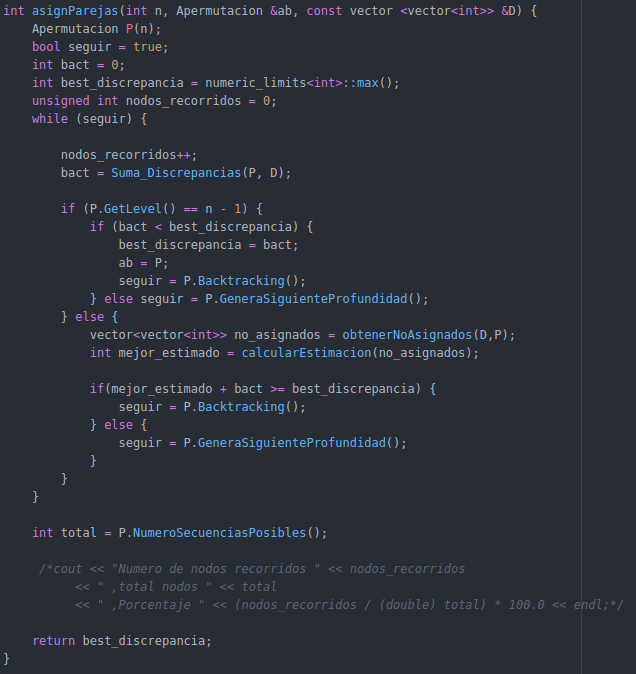 int asignParejas(int n, Apermutacion &ab, const vector <vector<int>> &D) {
    Apermutacion P(n);
    bool seguir = true;
    int bact = 0;
    int best_discrepancia = numeric_limits<int>::max();
    unsigned int nodos_recorridos = 0;
    while (seguir) {

        nodos_recorridos++;
        bact = Suma_Discrepancias(P, D);

        if (P.GetLevel() == n - 1) {
            if (bact < best_discrepancia) {
                best_discrepancia = bact;
                ab = P;
                seguir = P.Backtracking();
            } else seguir = P.GeneraSiguienteProfundidad();
        } else {
            vector<vector<int>> no_asignados = obtenerNoAsignados(D,P);
            int mejor_estimado = calcularEstimacion(no_asignados);

            if(mejor_estimado + bact >= best_discrepancia) {
                seguir = P.Backtracking();
            } else {
                seguir = P.GeneraSiguienteProfundidad();
            }
        }
    }

    int total = P.NumeroSecuenciasPosibles();

     /*cout << "Numero de nodos recorridos " << nodos_recorridos
          << " ,total nodos " << total
          << " ,Porcentaje " << (nodos_recorridos / (double) total) * 100.0 << endl;*/

    return best_discrepancia;
}